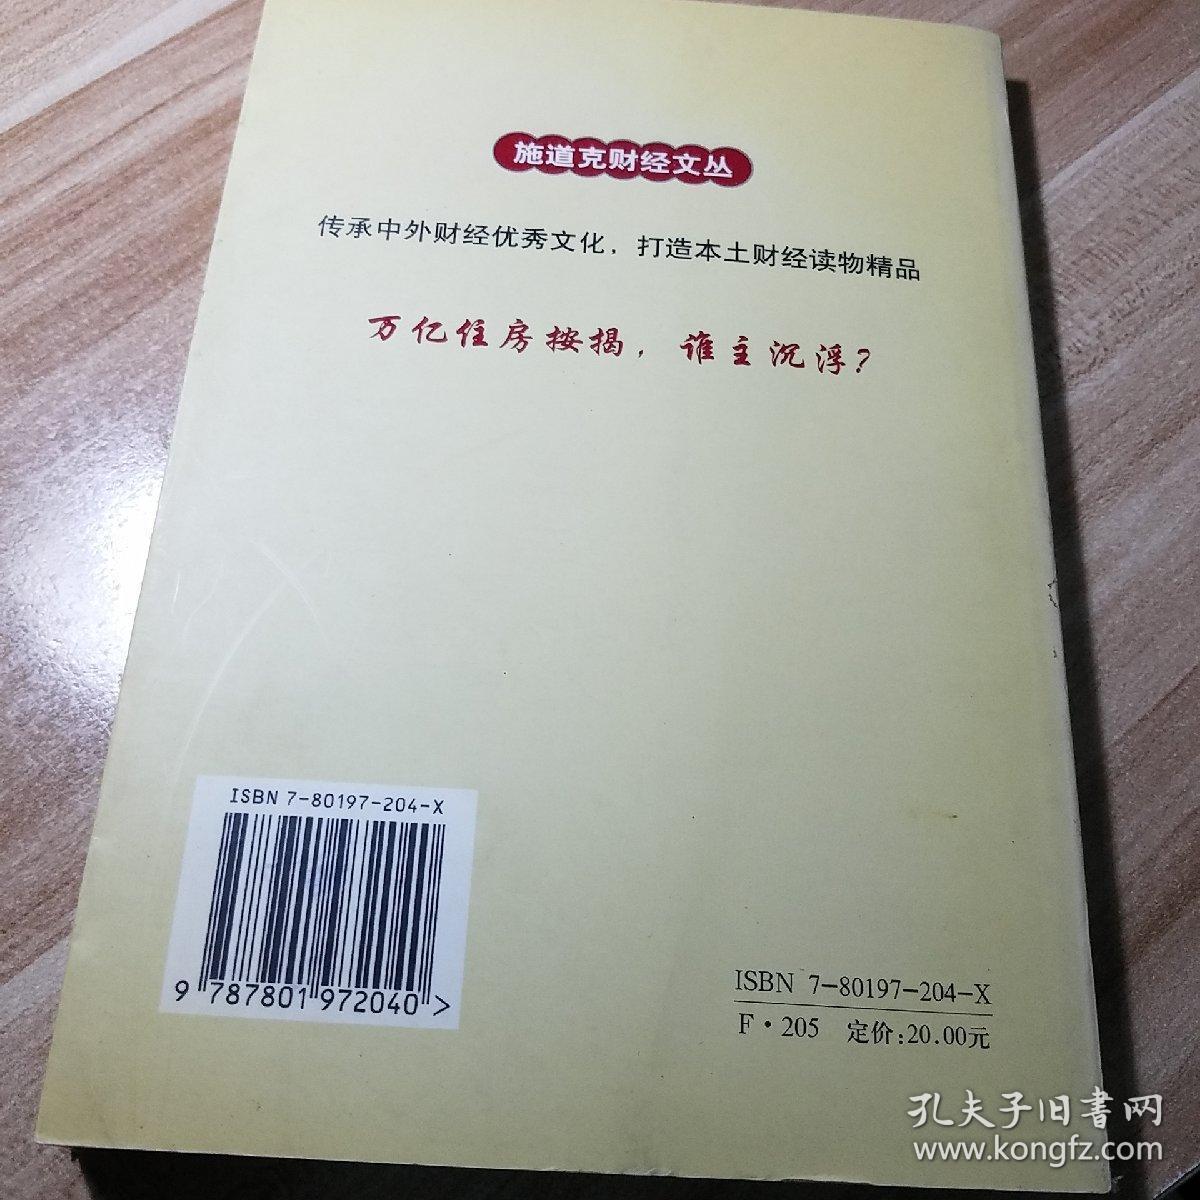 施道克财经文丛
传承中外财经优秀文化，打造本土财经读物精品
万亿住房按揭，谁主沉浮？
ISBN 7-80197-204-X
9 787801 972040 >
ISBN 7-80197-204-X
F·205 定价:20.00元
孔夫子旧書网
www.kongfz.com